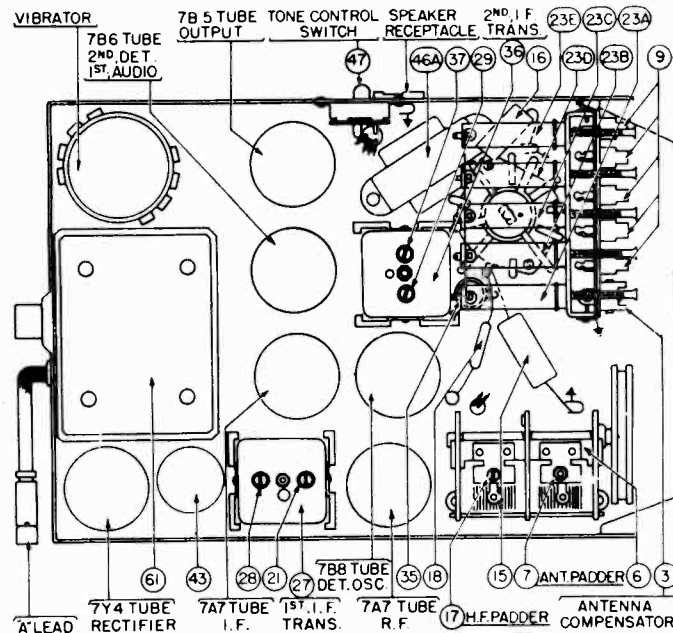 VIBRATOR
7B6 TUBE
2ND. DET.
1ST. AUDIO
7B5 TUBE
OUTPUT
TONE CONTROL
SWITCH
47
SPEAKER
RECEPTACLE
46A
37
29
2ND. I.F.
TRANS.
36
16
23E
23D
23C
23B
23A
9
"A" LEAD
7Y4 TUBE
RECTIFIER
61
43
7A7 TUBE
I.F.
28
21
1ST. I.F.
TRANS.
27
7B8 TUBE
DET. OSC.
7A7 TUBE
R.F.
35
18
17
H.F. PADDER
15
7
ANT. PADDER
6
3
ANTENNA
COMPENSATOR